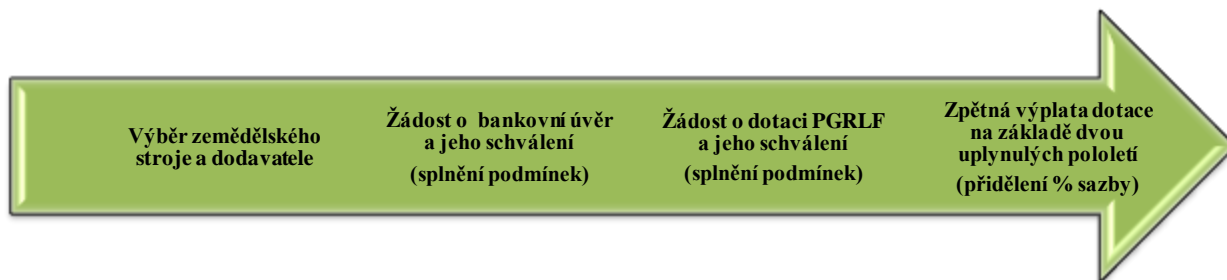 Výběr zemědělského
stroje a dodavatele
Žádost o bankovní úvěr
a jeho schválení
(splnění podmínek)
Žádost o dotaci PGRLF
a jeho schválení
(splnění podmínek)
Zpětná výplata dotace
na základě dvou
uplynulých pololetí
(přidělení % sazby)